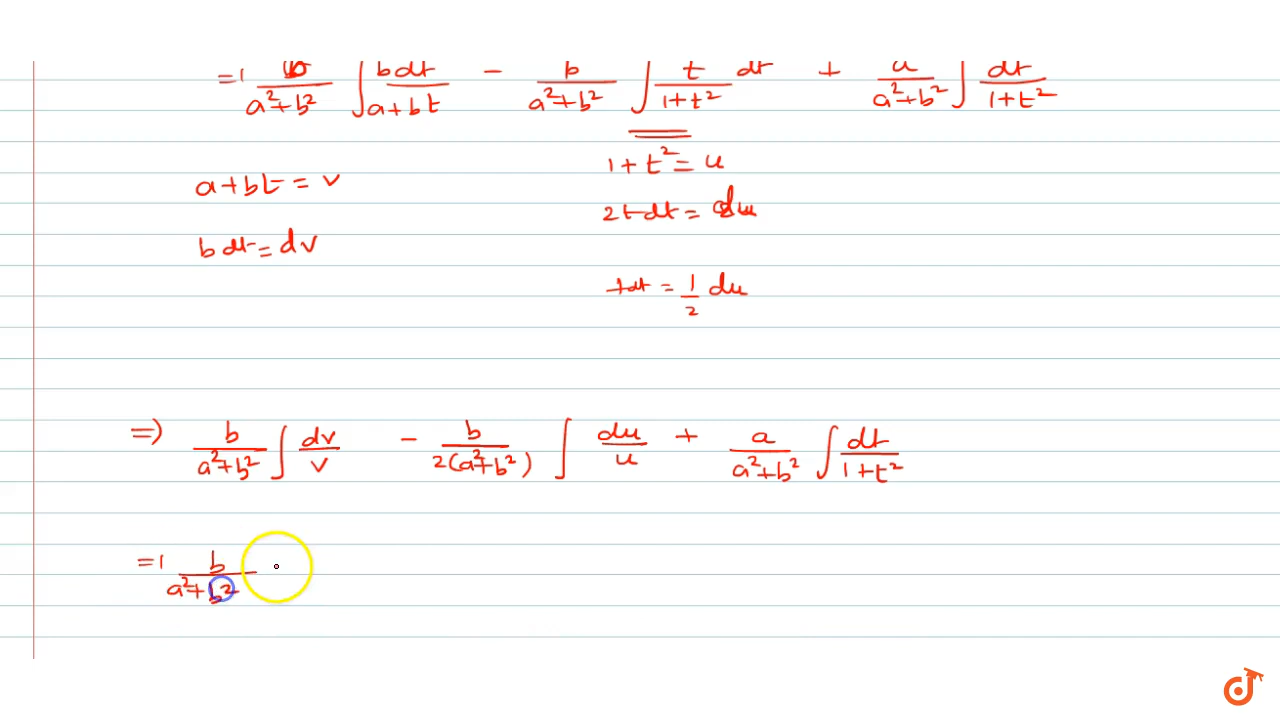 =) b/(a²+b²) ∫ b dt/(a+bt) − b/(a²+b²) ∫ t/(1+t²) dt + a/(a²+b²) ∫ dt/(1+t²)
a+bt = v
b dt = dv
1+t² = u
2t dt = du
t dt = 1/2 du
=) b/(a²+b²) ∫ dv/v − b/2(a²+b²) ∫ du/u + a/(a²+b²) ∫ dt/(1+t²)
=) b/(a²+b²)